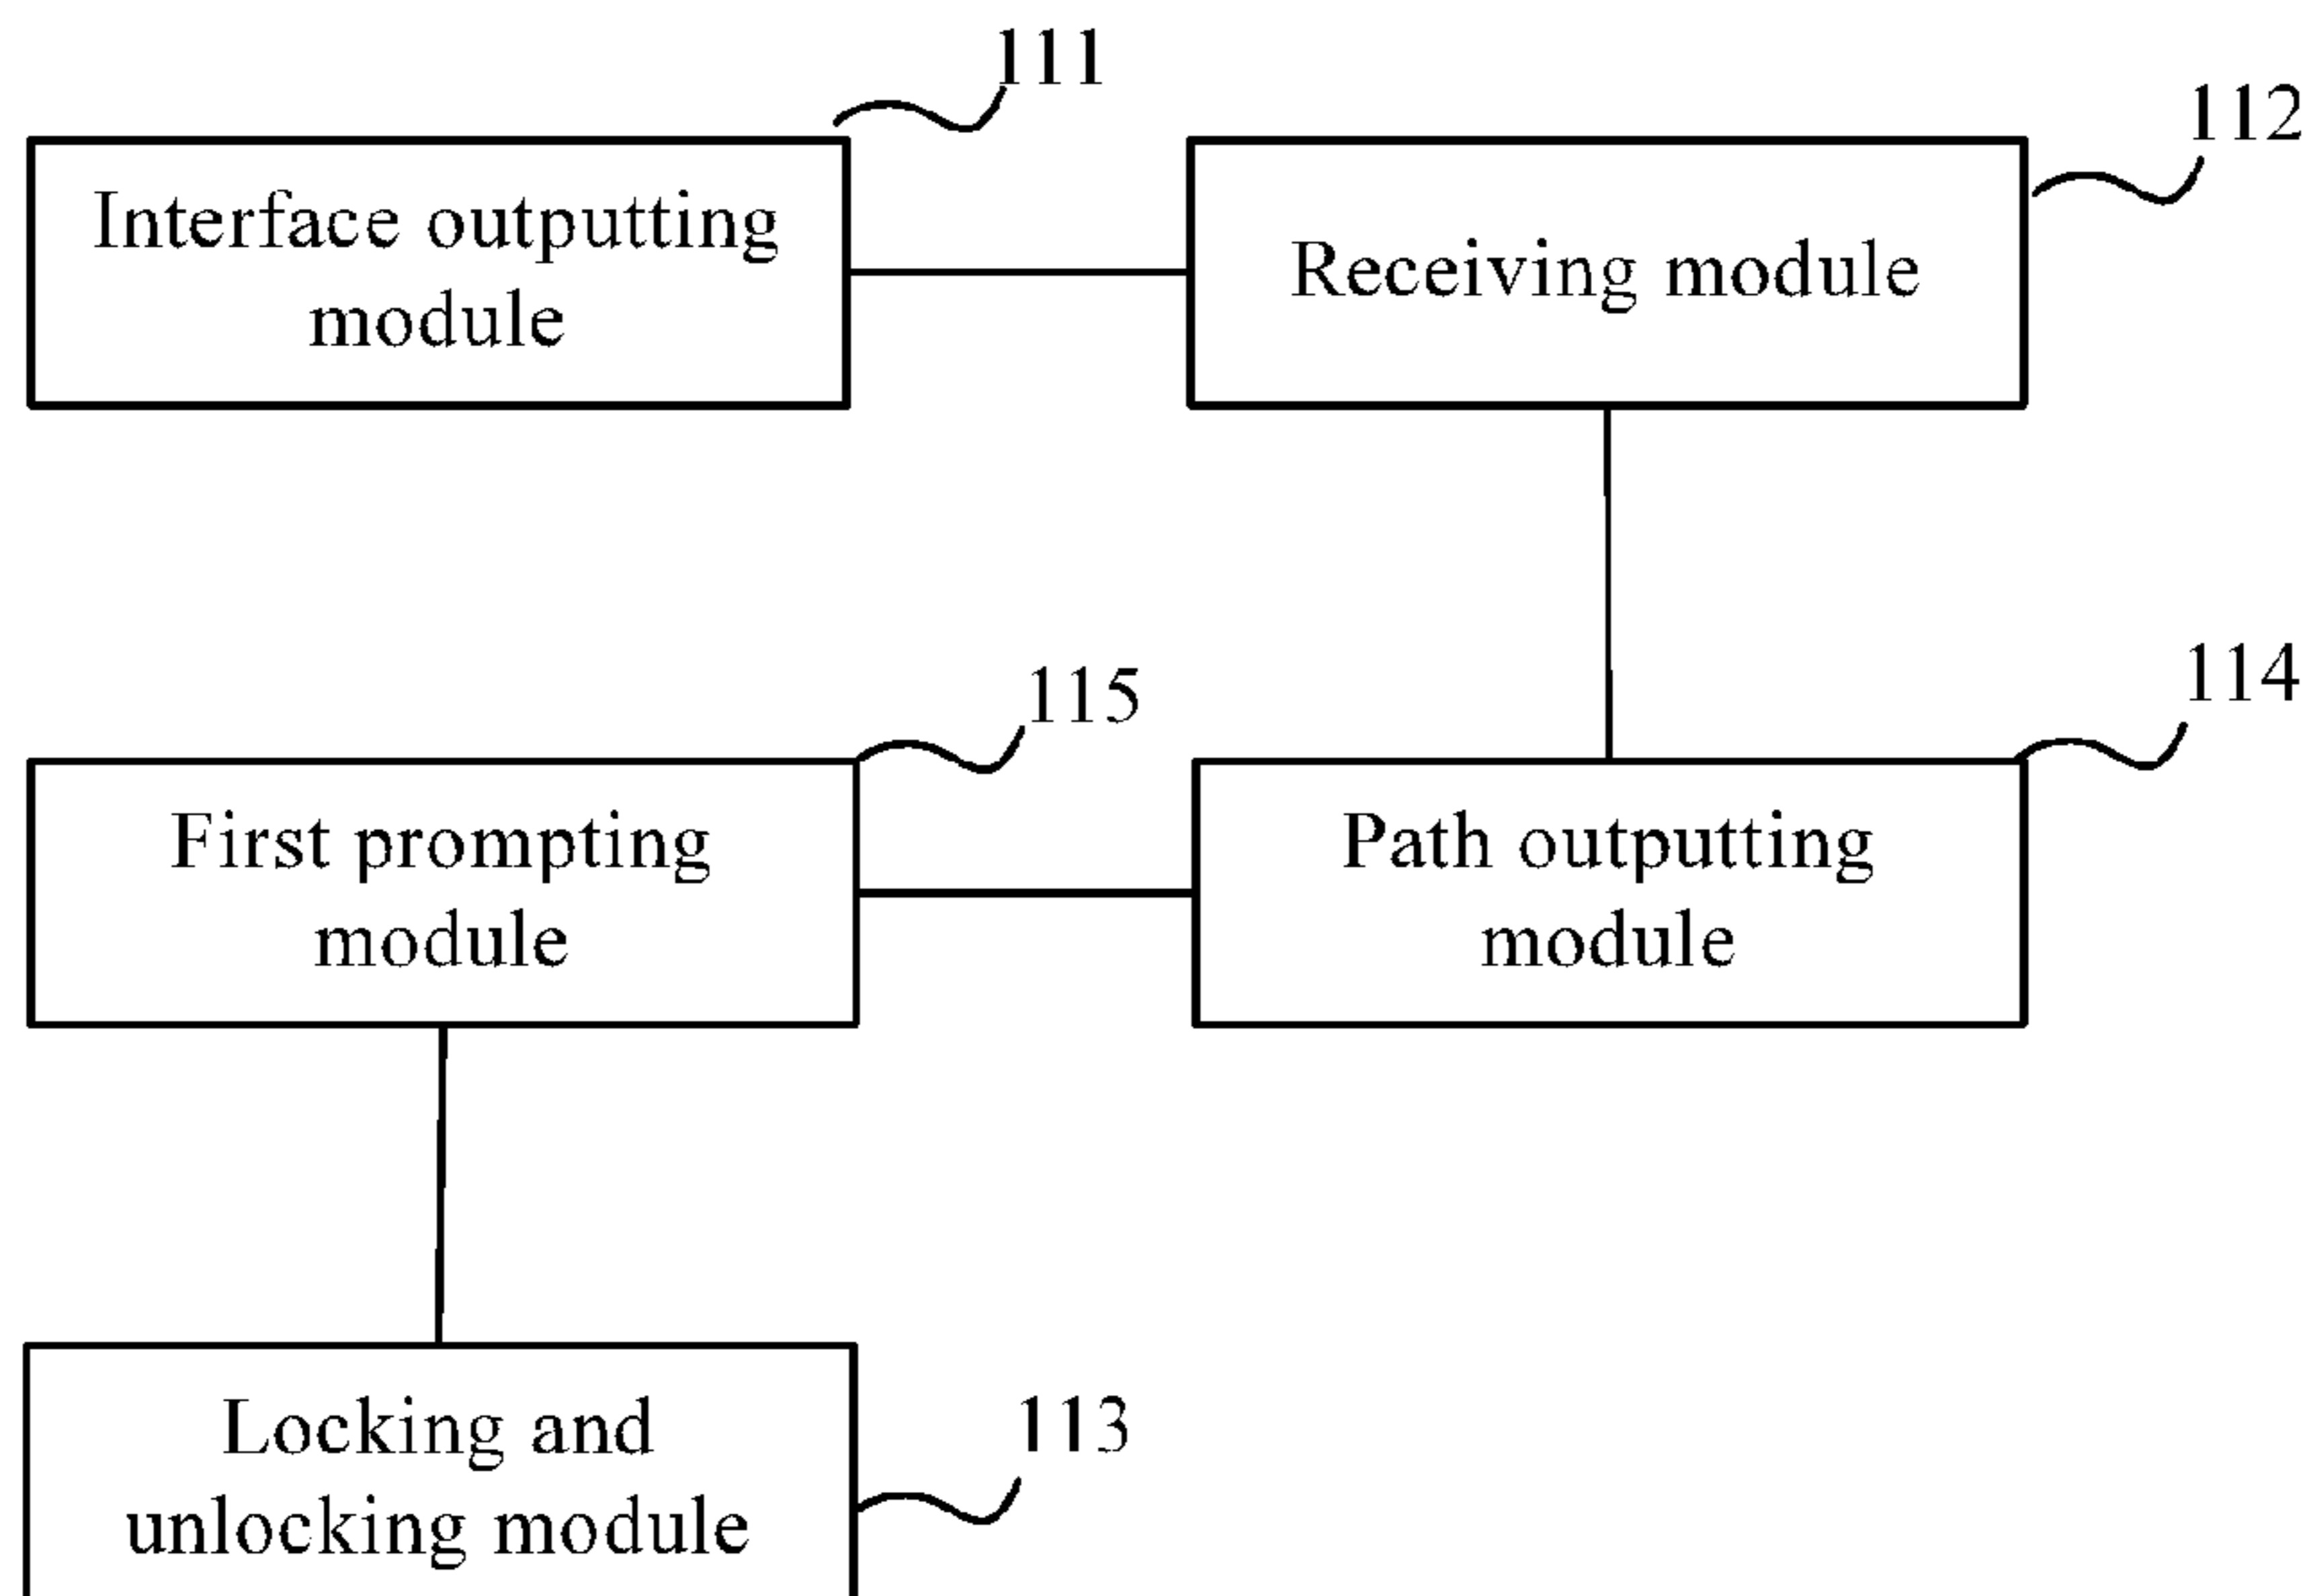 111
112
Interface outputting
module
Receiving module
115
114
First prompting
module
Path outputting
module
Locking and
unlocking module
113